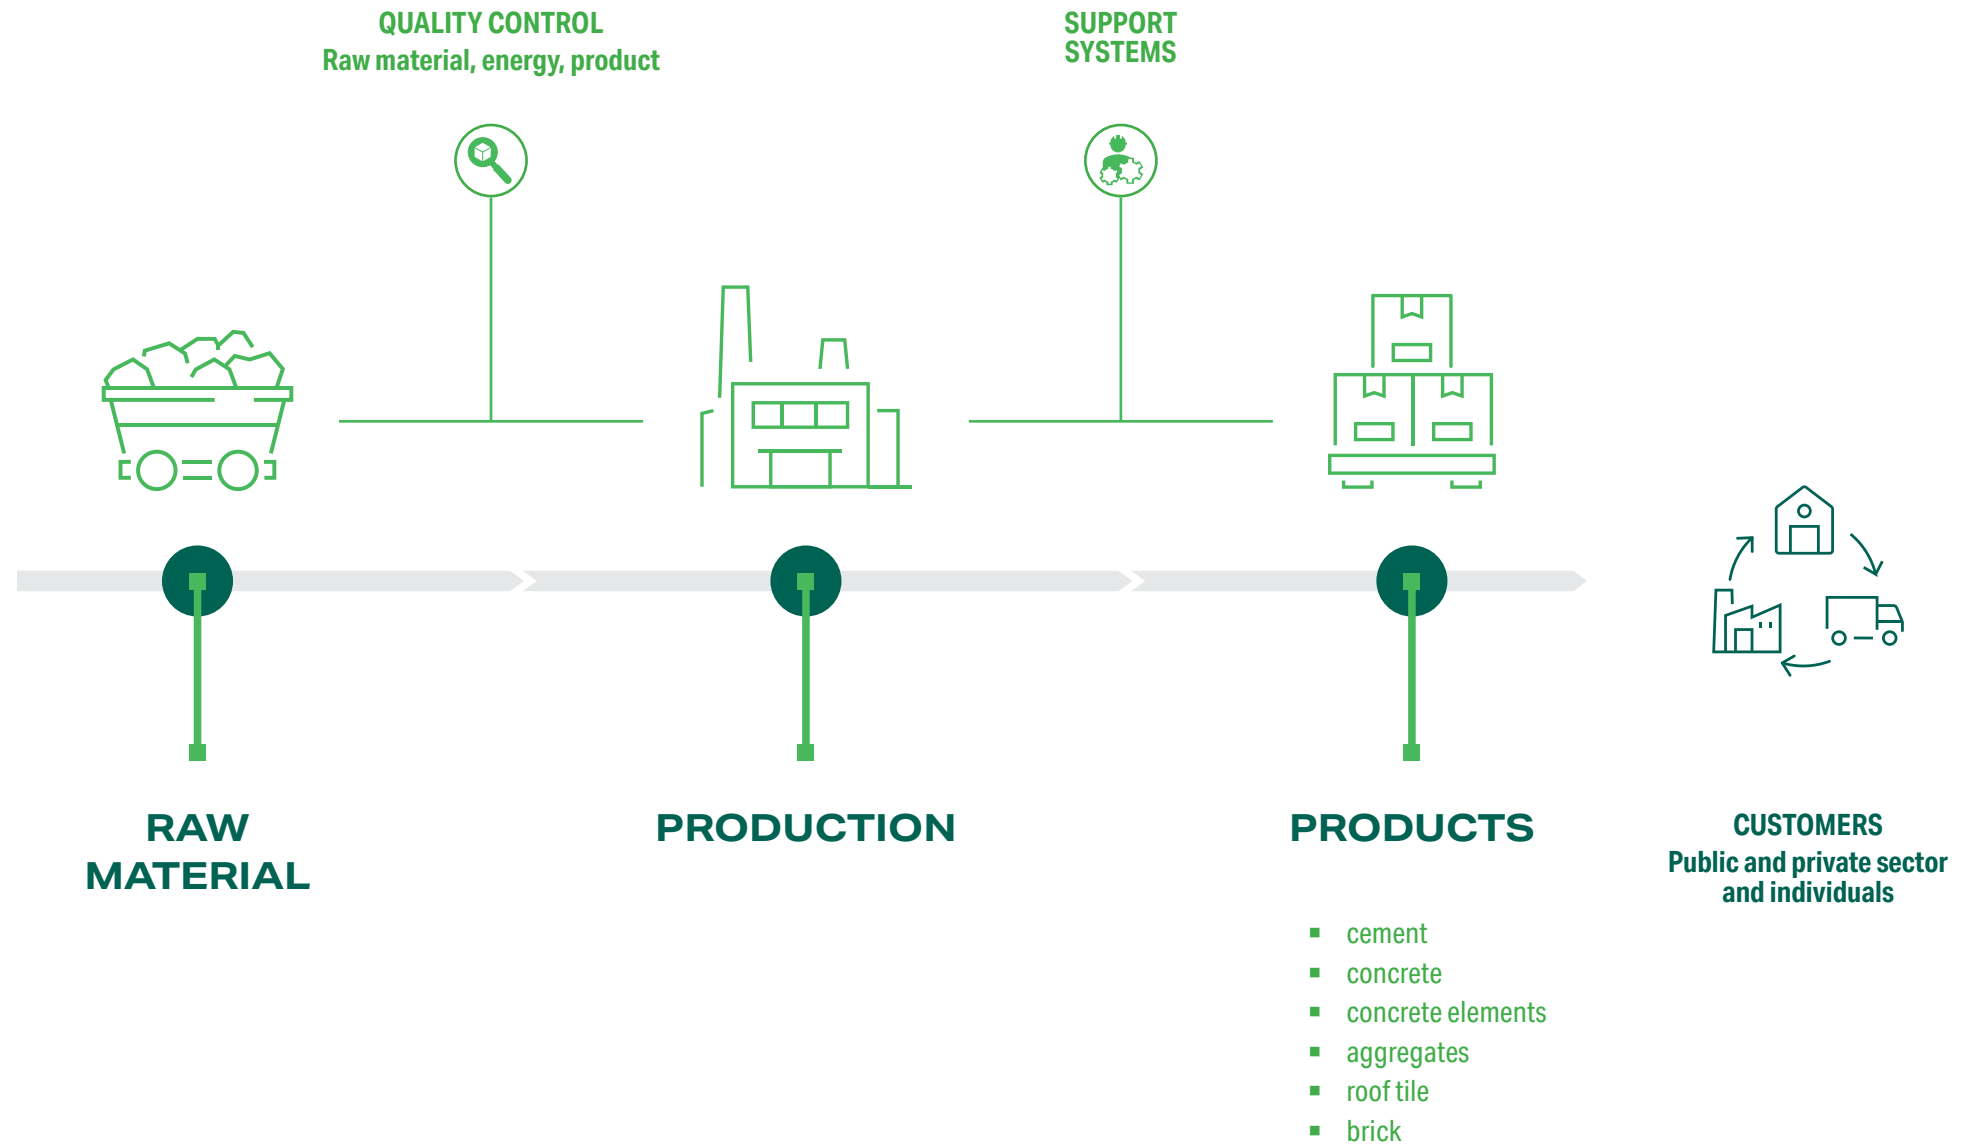 QUALITY CONTROL
Raw material, energy, product
SUPPORT
SYSTEMS
RAW
MATERIAL
PRODUCTION
PRODUCTS
cement
concrete
concrete elements
aggregates
roof tile
brick
CUSTOMERS
Public and private sector
and individuals